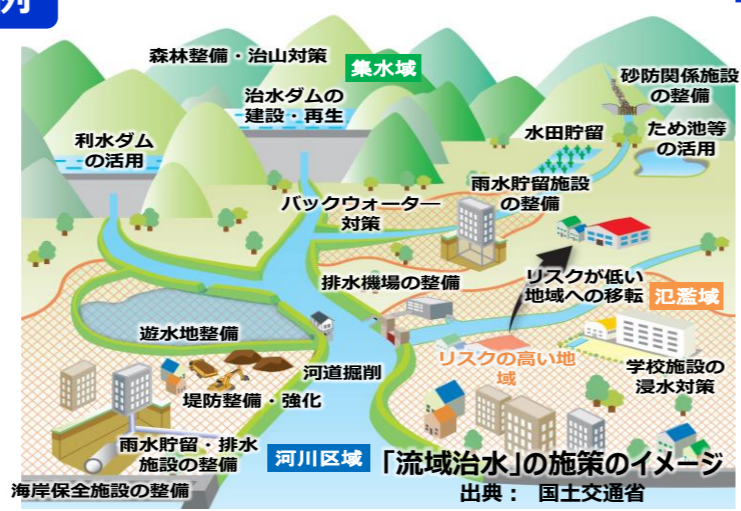 列
森林整備・治山対策
集水域
砂防関係施設
の整備
治水ダムの
建設・再生
利水ダム
の活用
水田貯留
ため池等
の活用
雨水貯留施設
の整備
バックウォーター
対策
排水機場の整備
リスクが低い
地域への移転
氾濫域
遊水地整備
リスクの高い地
域
学校施設の
浸水対策
河道掘削
堤防整備・強化
雨水貯留・排水
施設の整備
河川区域
「流域治水」の施策のイメージ
海岸保全施設の整備
出典： 国土交通省